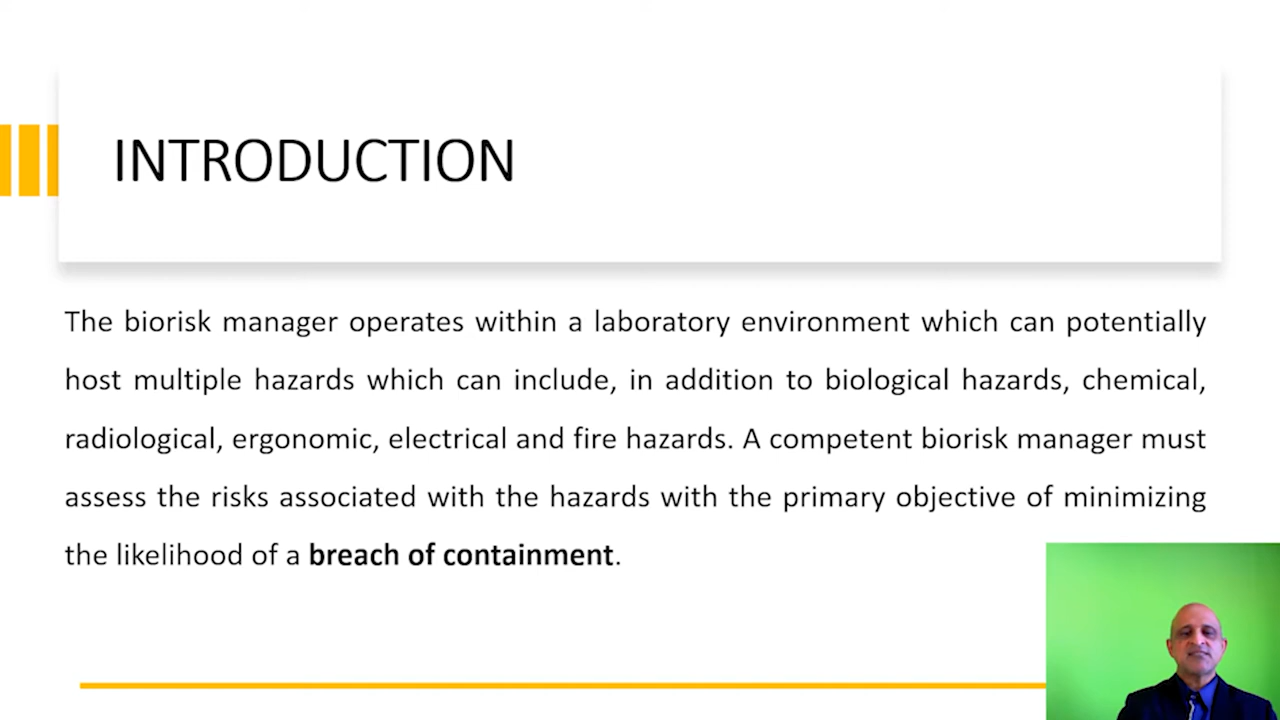 INTRODUCTION
The biorisk manager operates within a laboratory environment which can potentially
host multiple hazards which can include, in addition to biological hazards, chemical,
radiological, ergonomic, electrical and fire hazards. A competent biorisk manager must
assess the risks associated with the hazards with the primary objective of minimizing
the likelihood of a breach of containment.